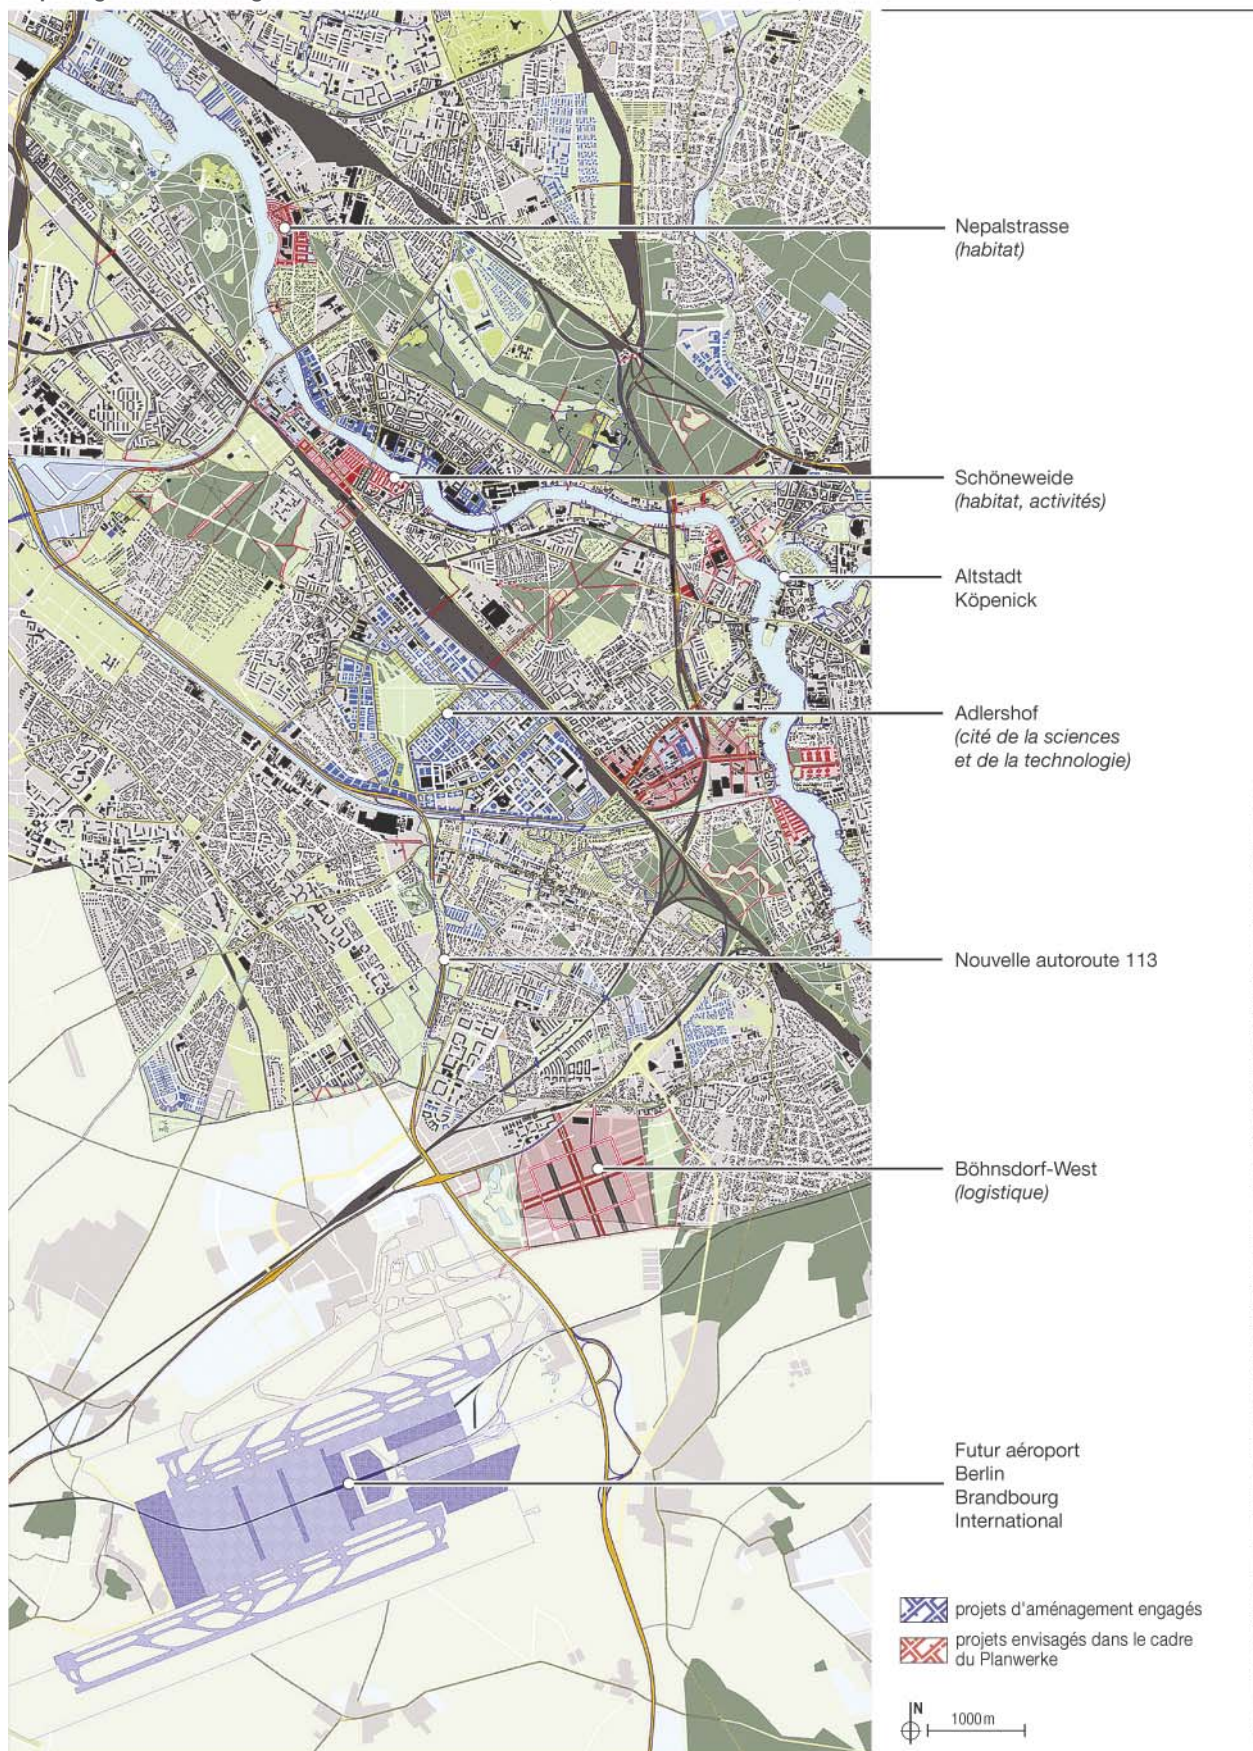 Nepalstrasse
(habitat)
Schöneweide
(habitat, activités)
Altstadt
Köpenick
Adlershof
(cité de la sciences
et de la technologie)
Nouvelle autoroute 113
Böhnsdorf-West
(logistique)
Futur aéroport
Berlin
Brandbourg
International
projets d'aménagement engagés
projets envisagés dans le cadre
du Planwerke
N
1000 m